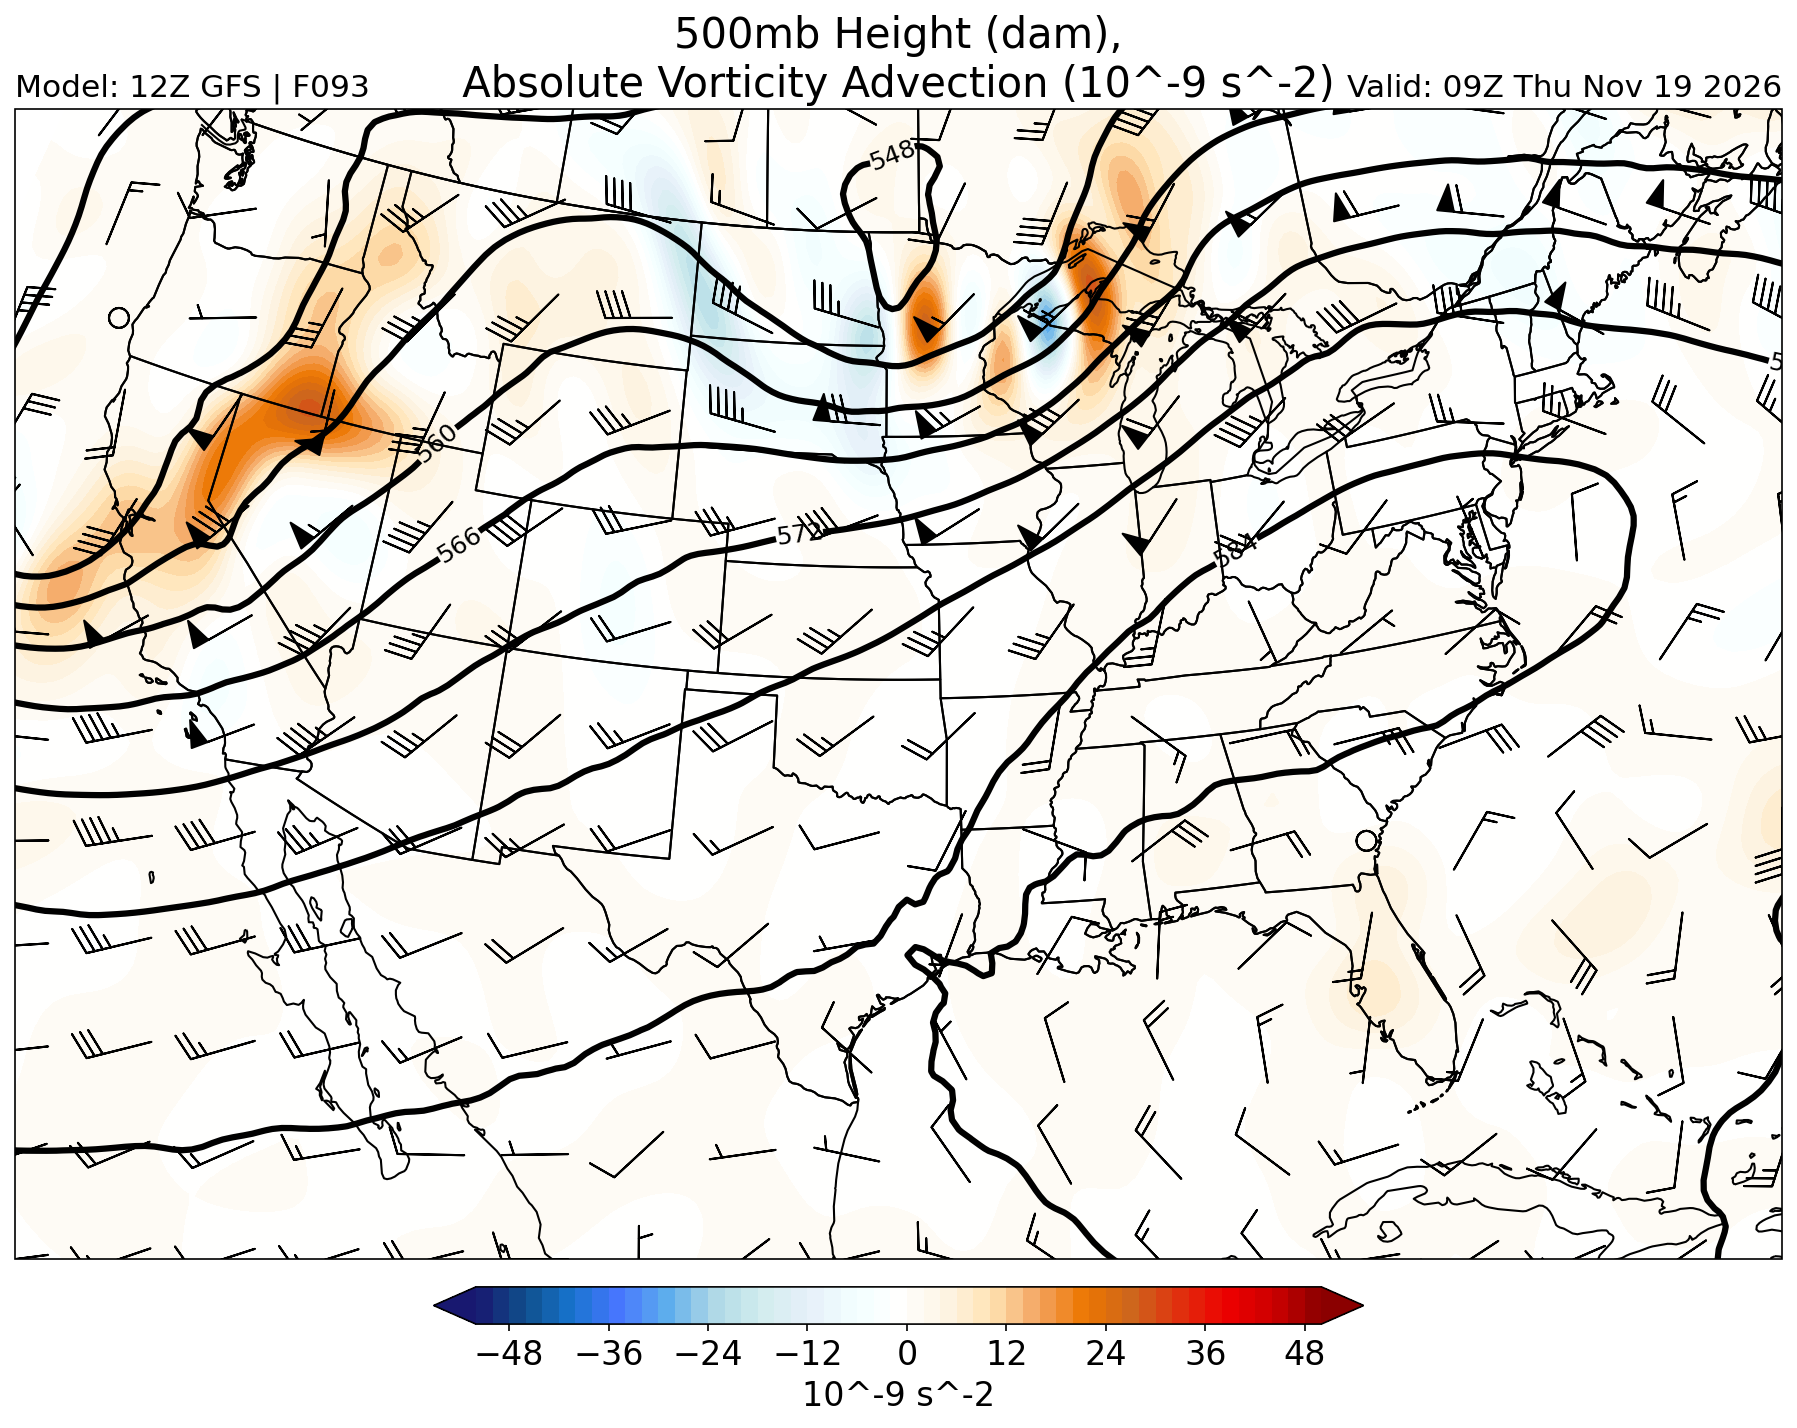 500mb Height (dam),
Model: 12Z GFS | F093
Absolute Vorticity Advection (10^-9 s^-2)
Valid: 09Z Thu Nov 19 2026
548
560
566
572
584
−48 −36 −24 −12 0 12 24 36 48
10^-9 s^-2